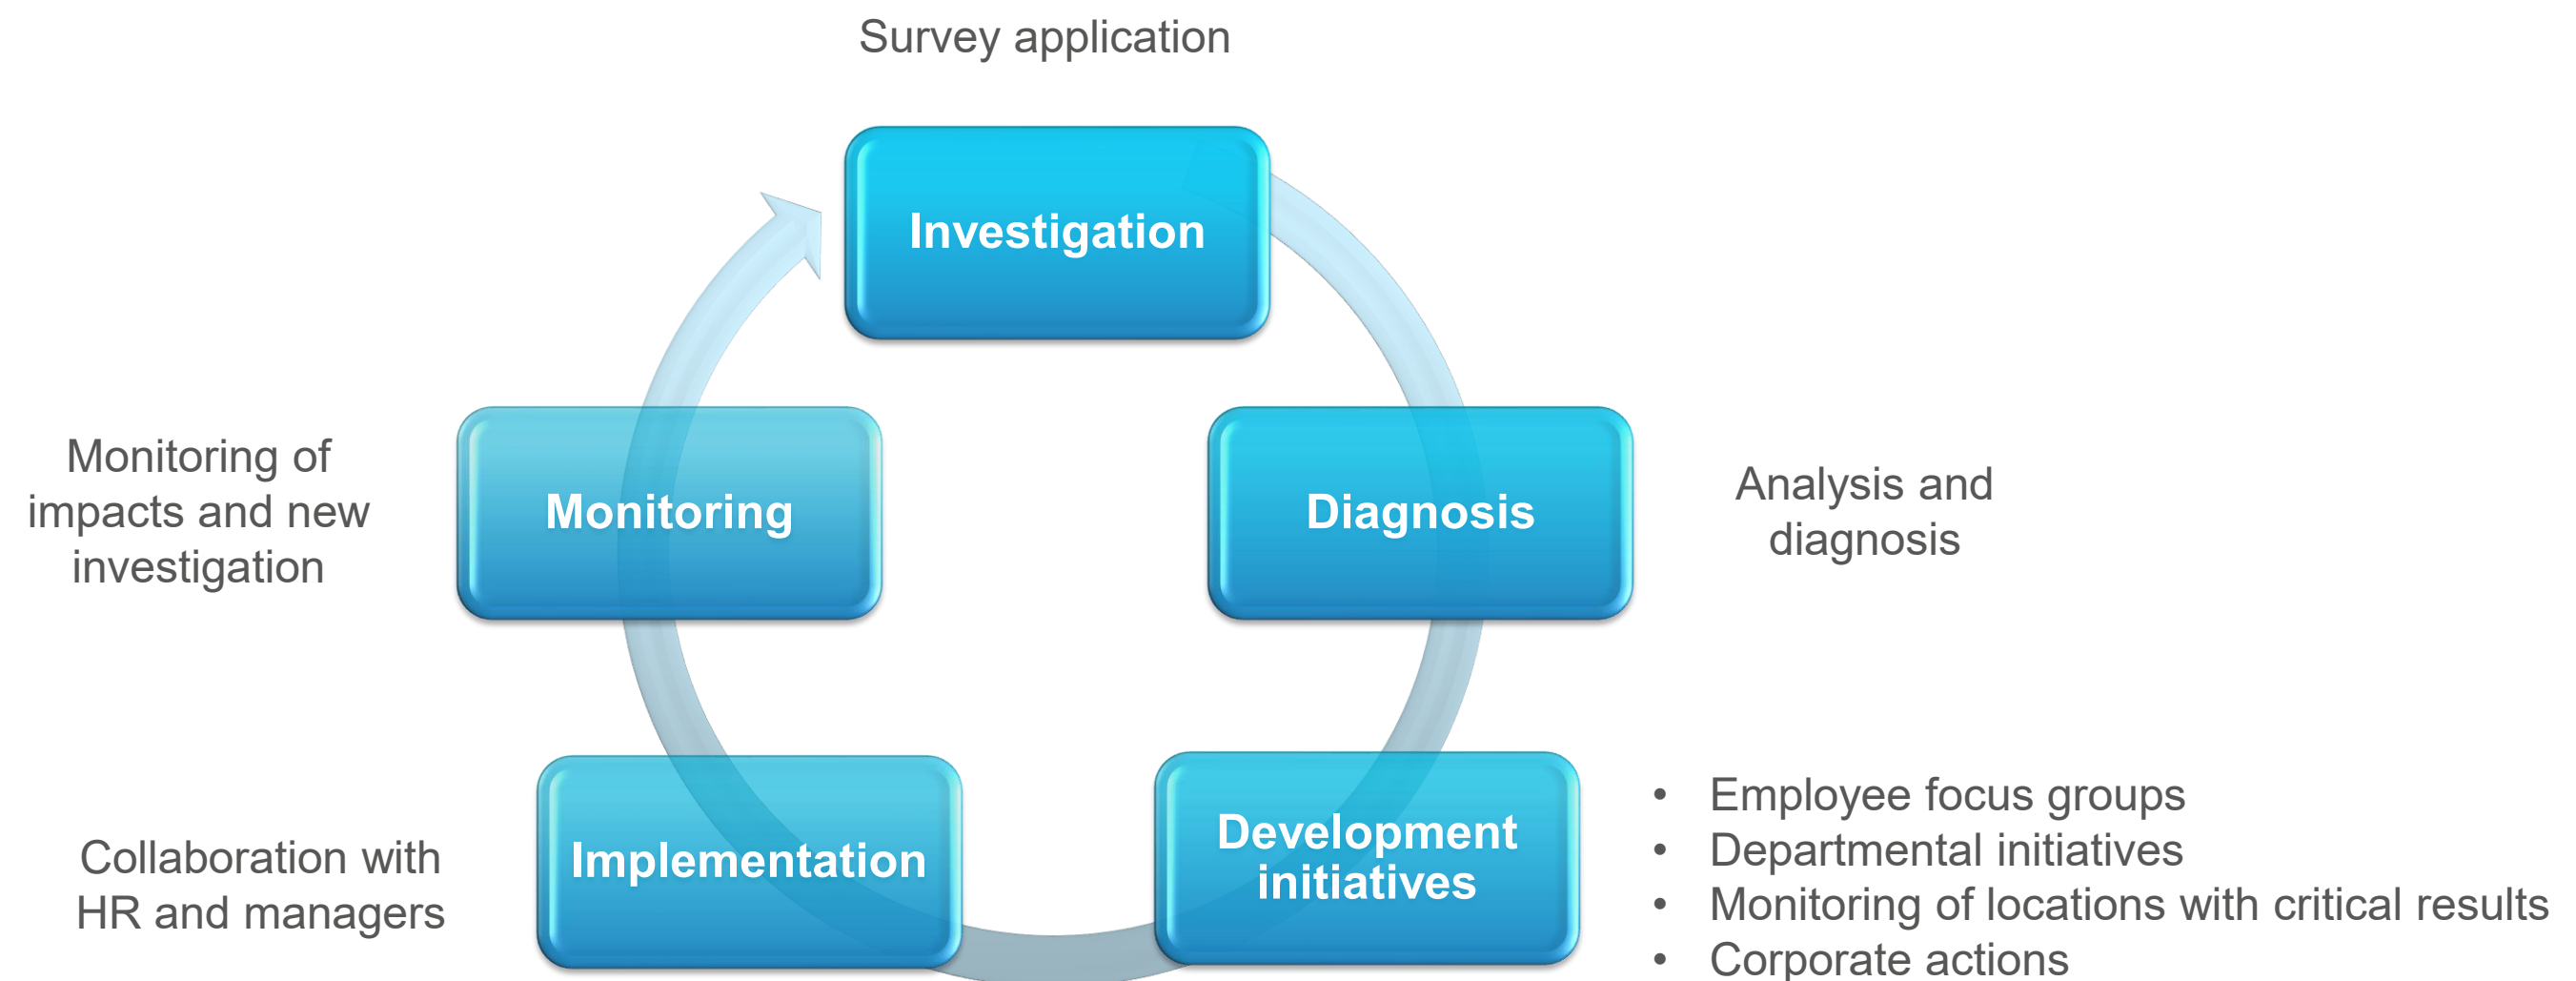 Survey application
Investigation
Monitoring of
impacts and new
investigation
Monitoring
Diagnosis
Analysis and
diagnosis
Collaboration with
HR and managers
Implementation
Development
initiatives
• Employee focus groups
• Departmental initiatives
• Monitoring of locations with critical results
• Corporate actions